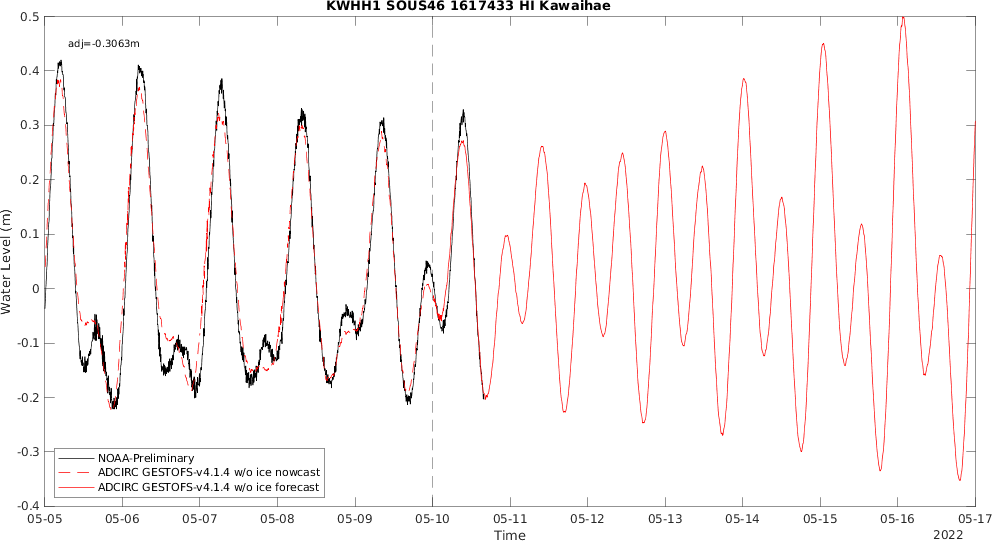 KWHH1 SOUS46 1617433 HI Kawaihae
adj=-0.3063m
0.5
0.4
0.3
0.2
0.1
0
-0.1
-0.2
-0.3
-0.4
Water Level (m)
NOAA-Preliminary
ADCIRC GESTOFS-v4.1.4 w/o ice nowcast
ADCIRC GESTOFS-v4.1.4 w/o ice forecast
05-05 05-06 05-07 05-08 05-09 05-10 05-11 05-12 05-13 05-14 05-15 05-16 05-17
Time
2022